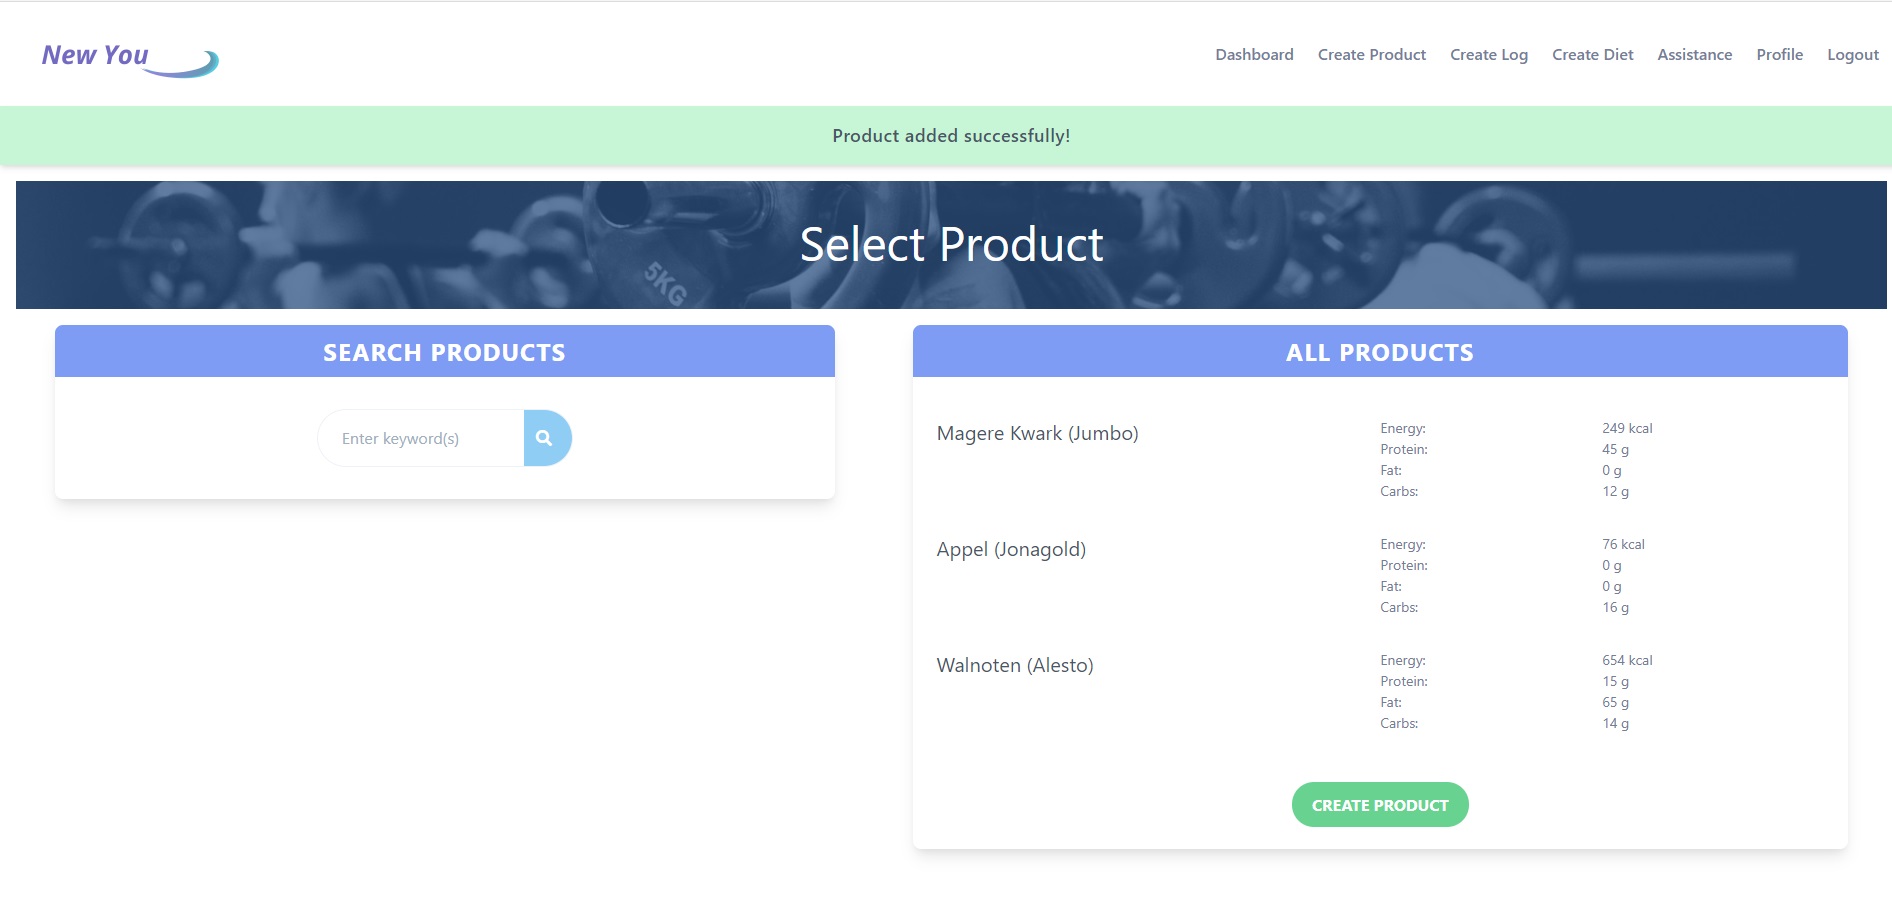 New You
Dashboard Create Product Create Log Create Diet Assistance Profile Logout
Product added successfully!
5KG
Select Product
SEARCH PRODUCTS
Enter keyword(s)
ALL PRODUCTS
Magere Kwark (Jumbo)
Energy: 249 kcal
Protein: 45 g
Fat: 0 g
Carbs: 12 g
Appel (Jonagold)
Energy: 76 kcal
Protein: 0 g
Fat: 0 g
Carbs: 16 g
Walnoten (Alesto)
Energy: 654 kcal
Protein: 15 g
Fat: 65 g
Carbs: 14 g
CREATE PRODUCT